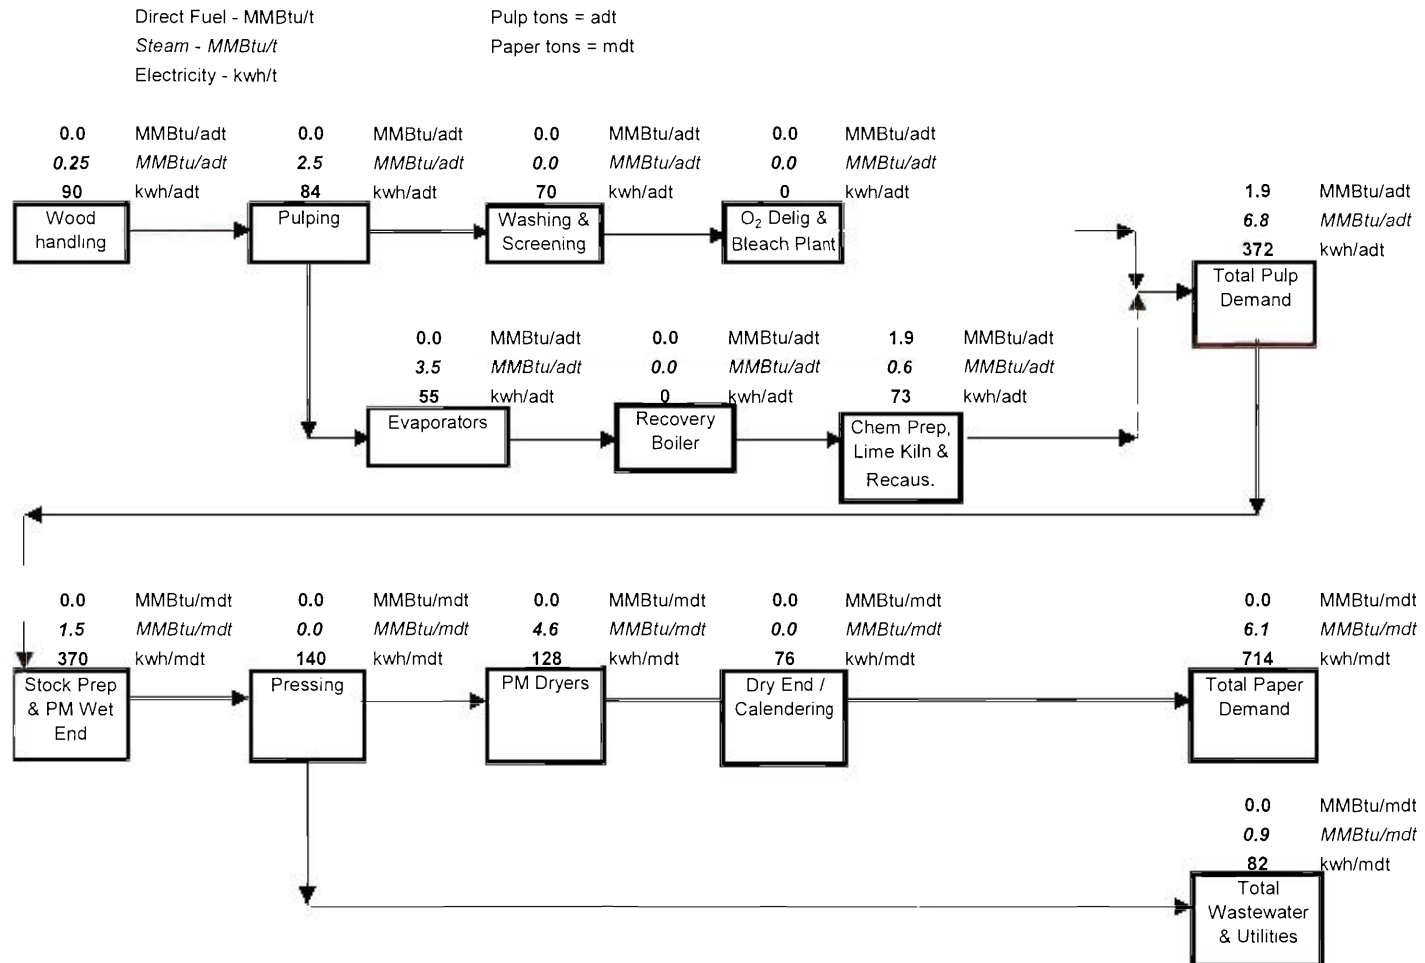 Direct Fuel - MMBtu/t Pulp tons = adt
Steam - MMBtu/t Paper tons = mdt
Electricity - kwh/t
0.0 MMBtu/adt 0.0 MMBtu/adt 0.0 MMBtu/adt 0.0 MMBtu/adt
0.25 MMBtu/adt 2.5 MMBtu/adt 0.0 MMBtu/adt 0.0 MMBtu/adt
90 kwh/adt 84 kwh/adt 70 kwh/adt 0 kwh/adt
Wood
handling
Pulping
Washing &
Screening
O₂ Delig &
Bleach Plant
1.9 MMBtu/adt
6.8 MMBtu/adt
372 kwh/adt
Total Pulp
Demand
0.0 MMBtu/adt 0.0 MMBtu/adt 1.9 MMBtu/adt
3.5 MMBtu/adt 0.0 MMBtu/adt 0.6 MMBtu/adt
55 kwh/adt 0 kwh/adt 73 kwh/adt
Evaporators
Recovery
Boiler
Chem Prep,
Lime Kiln &
Recaus.
0.0 MMBtu/mdt 0.0 MMBtu/mdt 0.0 MMBtu/mdt 0.0 MMBtu/mdt 0.0 MMBtu/mdt
1.5 MMBtu/mdt 0.0 MMBtu/mdt 4.6 MMBtu/mdt 0.0 MMBtu/mdt 6.1 MMBtu/mdt
370 kwh/mdt 140 kwh/mdt 128 kwh/mdt 76 kwh/mdt 714 kwh/mdt
Stock Prep
& PM Wet
End
Pressing
PM Dryers
Dry End /
Calendering
Total Paper
Demand
0.0 MMBtu/mdt
0.9 MMBtu/mdt
82 kwh/mdt
Total
Wastewater
& Utilities